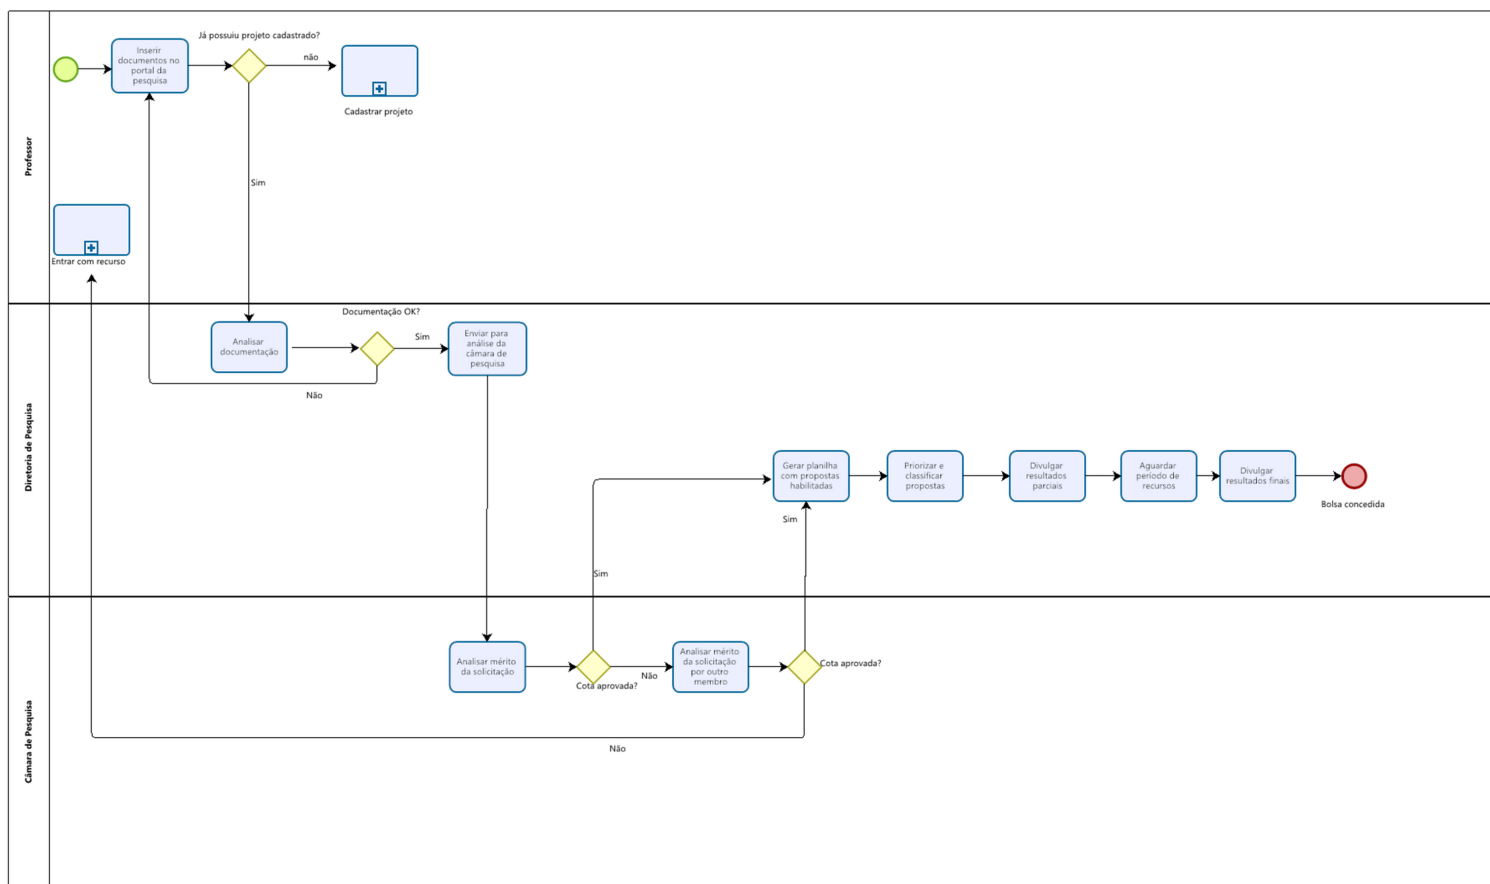 Professor
Inserir
documentos no
portal da
pesquisa
Já possuiu projeto cadastrado?
não
Cadastrar projeto
Sim
Entrar com recurso
Diretoria de Pesquisa
Analisar
documentação
Documentação OK?
Sim
Não
Enviar para
análise da
câmara de
pesquisa
Gerar planilha
com propostas
habilitadas
Priorizar e
classificar
propostas
Divulgar
resultados
parciais
Aguardar
período de
recursos
Divulgar
resultados finais
Bolsa concedida
Sim
Sim
Câmara de Pesquisa
Analisar mérito
da solicitação
Cota aprovada?
Não
Analisar mérito
da solicitação
por outro
membro
Cota aprovada?
Não